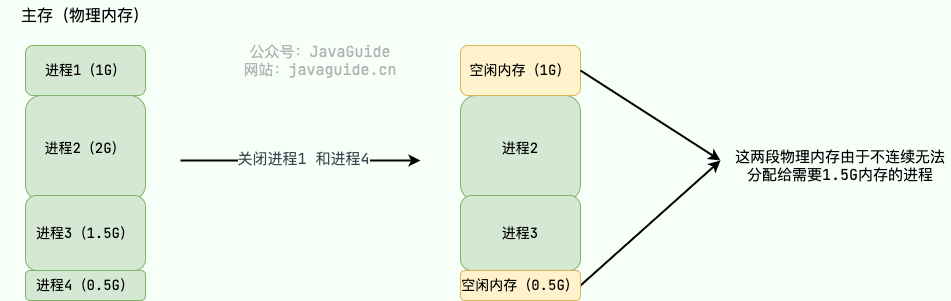 主存（物理内存）
公众号：JavaGuide
网站：javaguide.cn
进程1（1G）
进程2（2G）
进程3（1.5G）
进程4（0.5G）
关闭进程1 和进程4
空闲内存（1G）
进程2
进程3
空闲内存（0.5G）
这两段物理内存由于不连续无法
分配给需要1.5G内存的进程